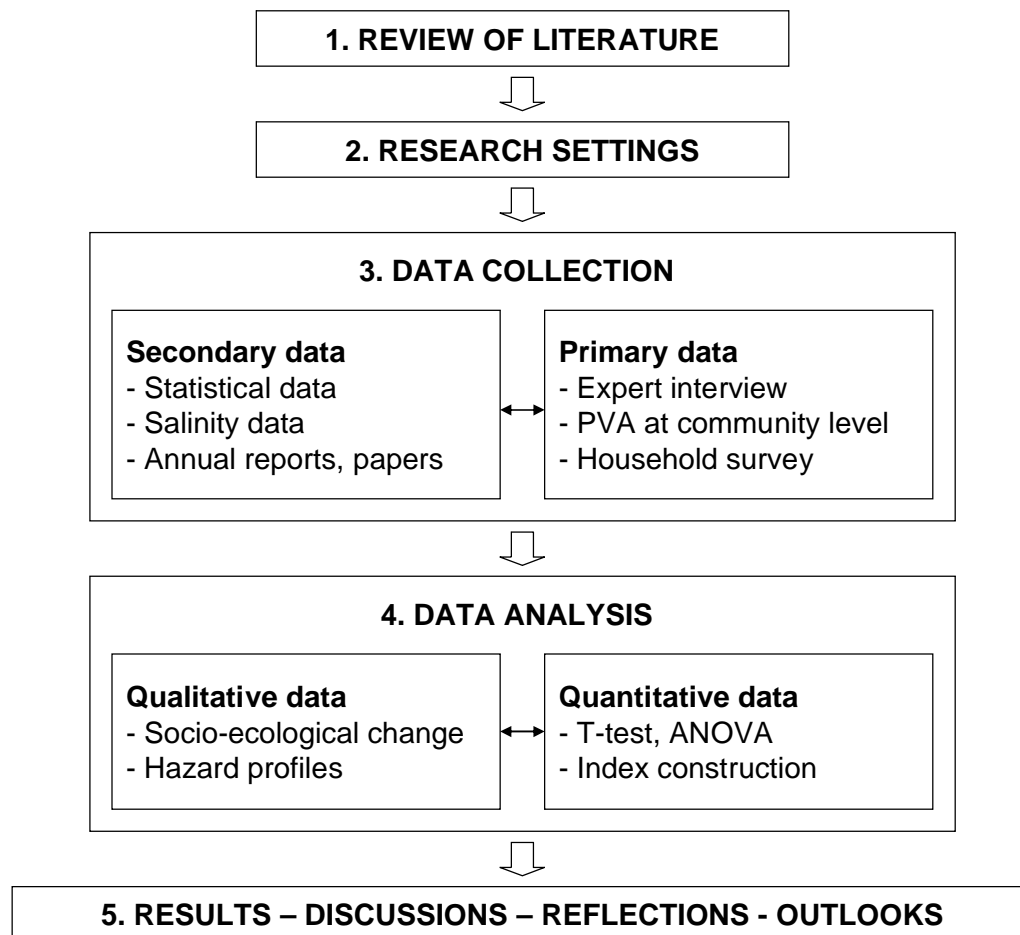 1. REVIEW OF LITERATURE
2. RESEARCH SETTINGS
3. DATA COLLECTION
Secondary data
- Statistical data
- Salinity data
- Annual reports, papers
Primary data
- Expert interview
- PVA at community level
- Household survey
4. DATA ANALYSIS
Qualitative data
- Socio-ecological change
- Hazard profiles
Quantitative data
- T-test, ANOVA
- Index construction
5. RESULTS – DISCUSSIONS – REFLECTIONS - OUTLOOKS